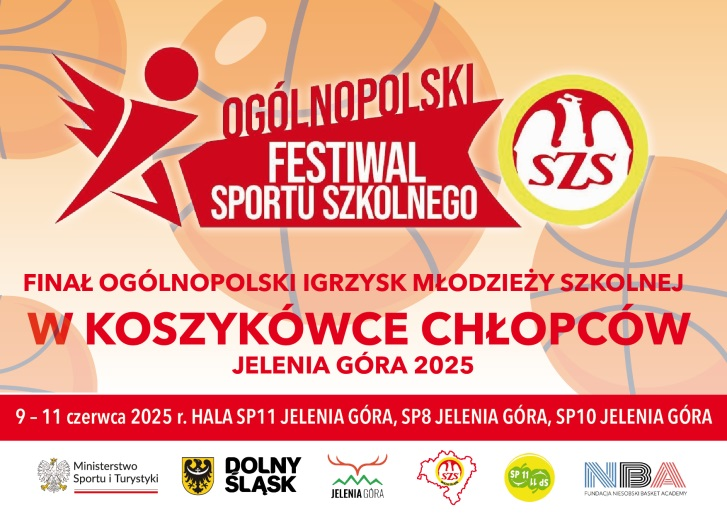 OGÓLNOPOLSKI
FESTIWAL
SPORTU SZKOLNEGO
SZS
FINAŁ OGÓLNOPOLSKI IGRZYSK MŁODZIEŻY SZKOLNEJ
W KOSZYKÓWCE CHŁOPCÓW
JELENIA GÓRA 2025
9 – 11 czerwca 2025 r. HALA SP11 JELENIA GÓRA, SP8 JELENIA GÓRA, SP10 JELENIA GÓRA
Ministerstwo
Sportu i Turystyki
DOLNY
ŚLĄSK
JELENIA GÓRA
SZS
SP 11
SP 11
NBA
FUNDACJA NIESOBSKI BASKET ACADEMY